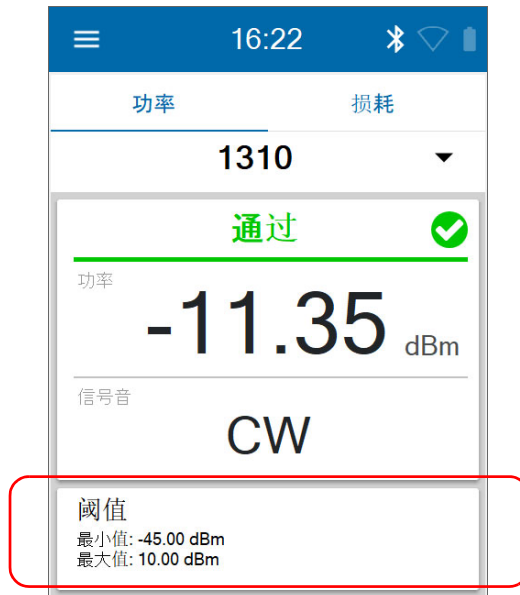 16:22
功率 损耗
1310
通过
功率
-11.35 dBm
信号音
CW
阈值
最小值: -45.00 dBm
最大值: 10.00 dBm